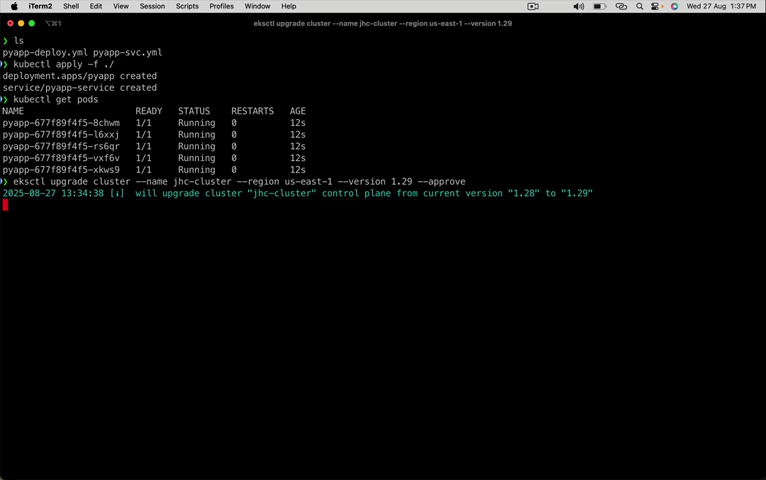 iTerm2 Shell Edit View Session Scripts Profiles Window Help Wed 27 Aug 1:37 PM
⌥⌘1 eksctl upgrade cluster --name jhc-cluster --region us-east-1 --version 1.29
❯ ls
pyapp-deploy.yml pyapp-svc.yml
❯ kubectl apply -f ./
deployment.apps/pyapp created
service/pyapp-service created
❯ kubectl get pods
NAME READY STATUS RESTARTS AGE
pyapp-677f89f4f5-8chwm 1/1 Running 0 12s
pyapp-677f89f4f5-l6xxj 1/1 Running 0 12s
pyapp-677f89f4f5-rs6qr 1/1 Running 0 12s
pyapp-677f89f4f5-vxf6v 1/1 Running 0 12s
pyapp-677f89f4f5-xkws9 1/1 Running 0 12s
❯ eksctl upgrade cluster --name jhc-cluster --region us-east-1 --version 1.29 --approve
2025-08-27 13:34:38 [ℹ] will upgrade cluster "jhc-cluster" control plane from current version "1.28" to "1.29"